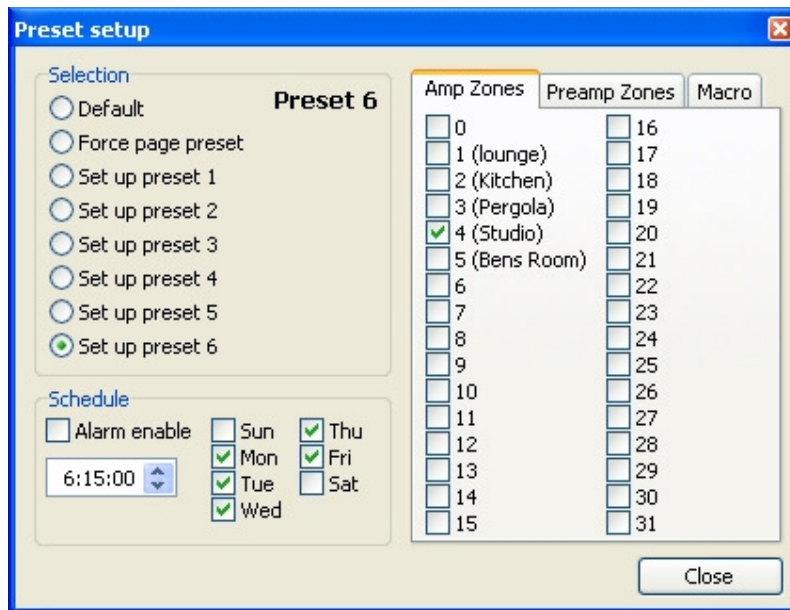 Preset setup
Selection
Preset 6
Default
Force page preset
Set up preset 1
Set up preset 2
Set up preset 3
Set up preset 4
Set up preset 5
Set up preset 6
Schedule
Alarm enable
6:15:00
Sun
Mon
Tue
Wed
Thu
Fri
Sat
Amp Zones
Preamp Zones
Macro
0
1 (lounge)
2 (Kitchen)
3 (Pergola)
4 (Studio)
5 (Bens Room)
6
7
8
9
10
11
12
13
14
15
16
17
18
19
20
21
22
23
24
25
26
27
28
29
30
31
Close